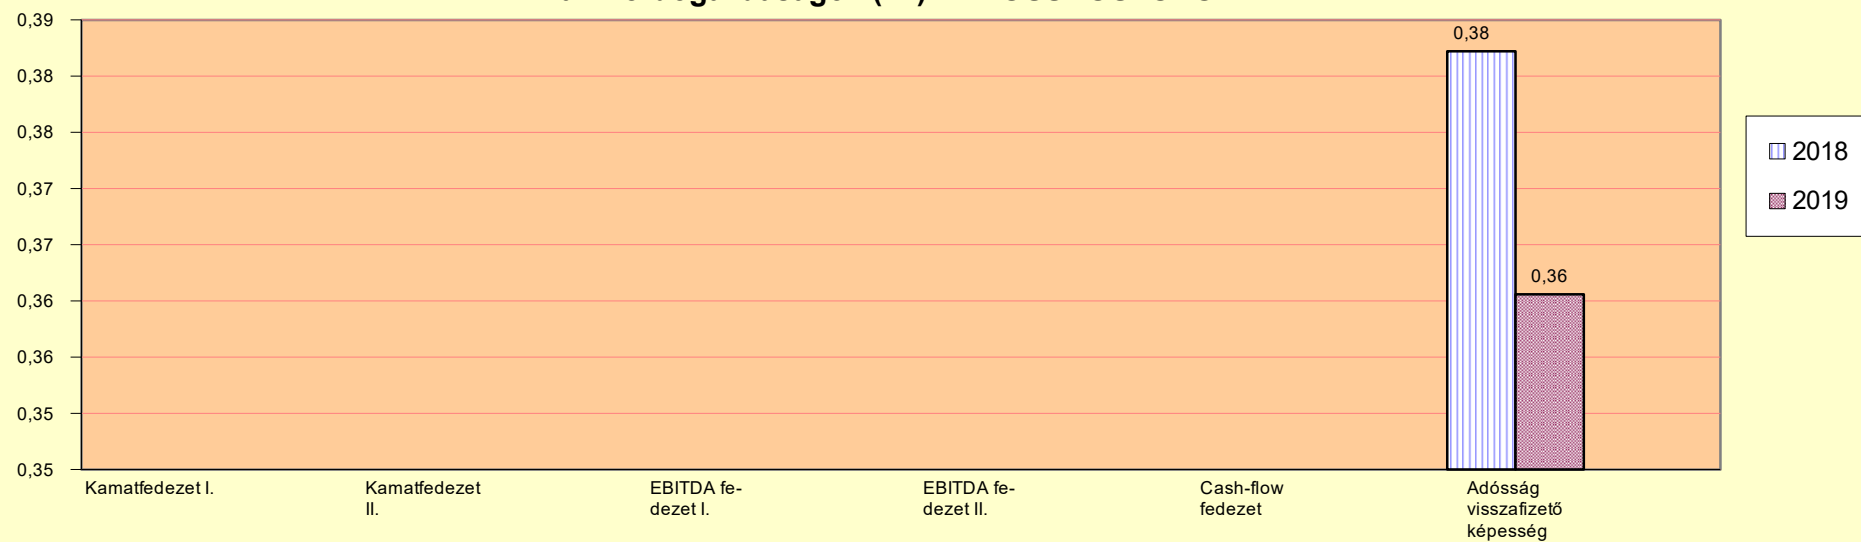 0,39
0,38
0,38
0,37
0,37
0,36
0,36
0,35
0,35
0,38
0,36
Kamatfedezet I.
Kamatfedezet
II.
EBITDA fe-
dezet I.
EBITDA fe-
dezet II.
Cash-flow
fedezet
Adósság
visszafizető
képesség
2018
2019